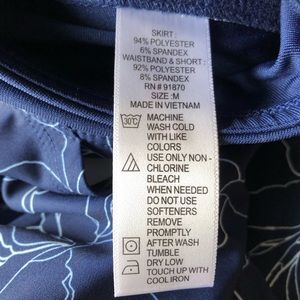 SKIRT :
94% POLYESTER
6% SPANDEX
WAISTBAND & SHORT :
92% POLYESTER
8% SPANDEX
RN # 91870
SIZE : M
MADE IN VIETNAM
30°C MACHINE
WASH COLD
WITH LIKE
COLORS
USE ONLY NON -
CHLORINE
BLEACH
WHEN NEEDED
DO NOT USE
SOFTENERS
REMOVE
PROMPTLY
AFTER WASH
TUMBLE
DRY LOW
TOUCH UP WITH
COOL IRON